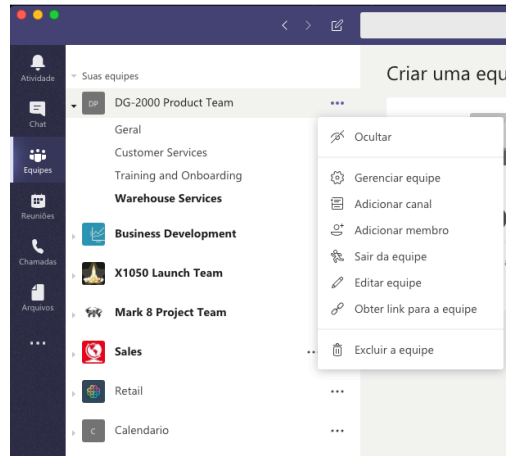 Atividade
Chat
Equipes
Reuniões
Chamadas
Arquivos
Suas equipes
DP DG-2000 Product Team
Geral
Customer Services
Training and Onboarding
Warehouse Services
Business Development
X1050 Launch Team
Mark 8 Project Team
Sales
Retail
C Calendario
Criar uma equ
Ocultar
Gerenciar equipe
Adicionar canal
Adicionar membro
Sair da equipe
Editar equipe
Obter link para a equipe
Excluir a equipe